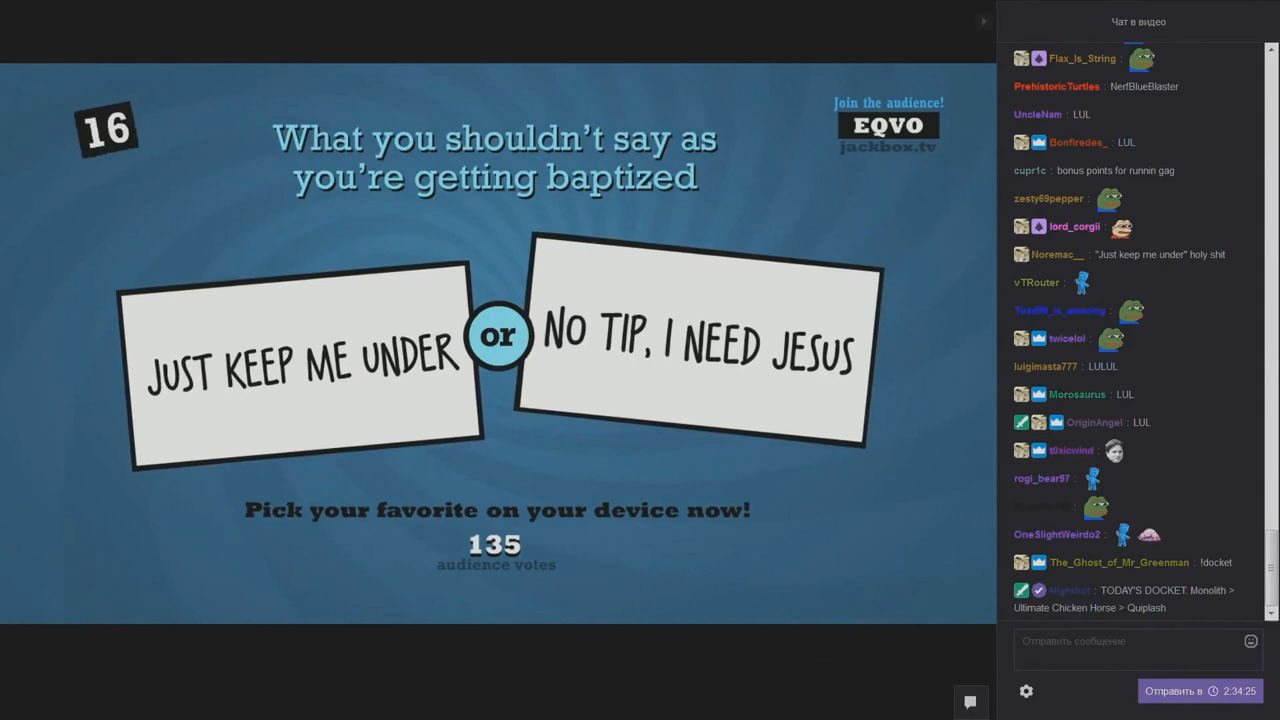 16
What you shouldn't say as
you're getting baptized
Join the audience!
EQVO
jackbox.tv
JUST KEEP ME UNDER
or
NO TIP, I NEED JESUS
Pick your favorite on your device now!
135
audience votes
Чат в видео
Flax_Is_String :
PrehistoricTurtles : NerfBlueBlaster
UncleNam : LUL
Bonfiredes_ : LUL
cupr1c : bonus points for runnin gag
zesty69pepper :
lord_corgii :
Noremac__ : "Just keep me under" holy shit
vTRouter :
twiceloi :
luigimasta777 : LULUL
Morosaurus : LUL
OriginAngel : LUL
t0xicwind :
rogi_bear97 :
OneSlightWeirdo2 :
The_Ghost_of_Mr_Greenman : !docket
Nightbot : TODAY'S DOCKET: Monolith >
Ultimate Chicken Horse > Quiplash
Отправить сообщение
Отправить в 2:34:25